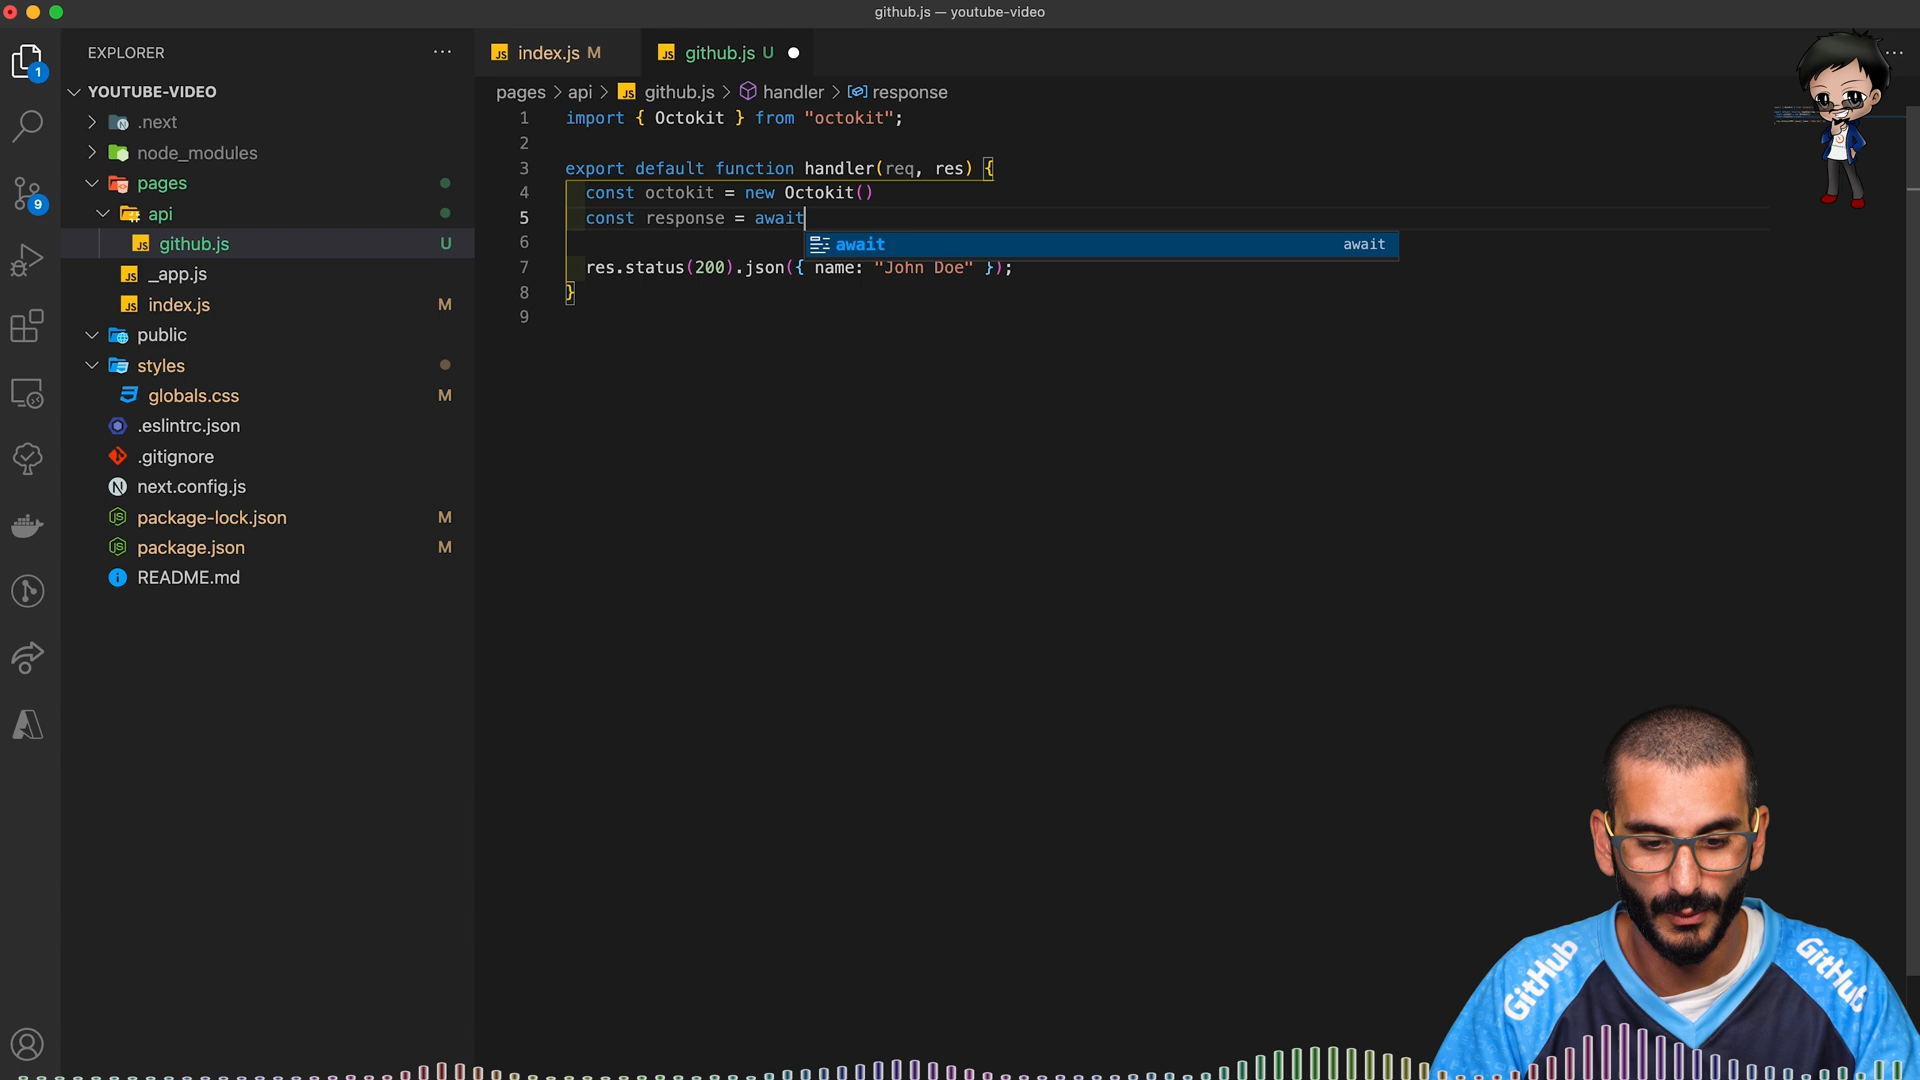 github.js — youtube-video
EXPLORER
index.js M
github.js U
YOUTUBE-VIDEO
pages > api > JS github.js > handler > response
.next
node_modules
pages
api
github.js U
_app.js
index.js M
public
styles
globals.css M
.eslintrc.json
.gitignore
next.config.js
package-lock.json M
package.json M
README.md
1 import { Octokit } from "octokit";
2
3 export default function handler(req, res) {
4 const octokit = new Octokit()
5 const response = await
await await
6
7 res.status(200).json({ name: "John Doe" });
8 }
9
1
9
GitHub
GitHub